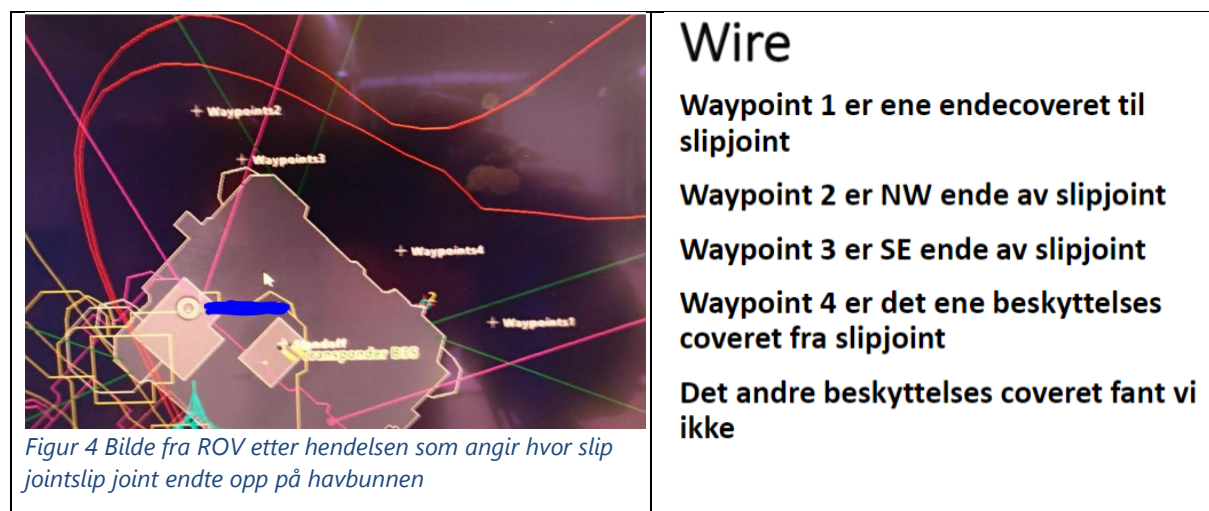 Waypoints2
Waypoints3
Waypoints4
2
Waypoints1
Standoff
Transponder
Figur 4 Bilde fra ROV etter hendelsen som angir hvor slip
jointslip joint endte opp på havbunnen
Wire
Waypoint 1 er ene endecoveret til
slipjoint
Waypoint 2 er NW ende av slipjoint
Waypoint 3 er SE ende av slipjoint
Waypoint 4 er det ene beskyttelses
coveret fra slipjoint
Det andre beskyttelses coveret fant vi
ikke